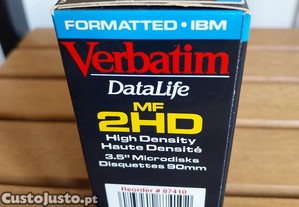 FORMATTED • IBM
Verbatim
DataLife
MF
2HD
High Density
Haute Densité
3.5" Microdisks
Disquettes 90mm
Reorder # 87410
CustoJusto.pt